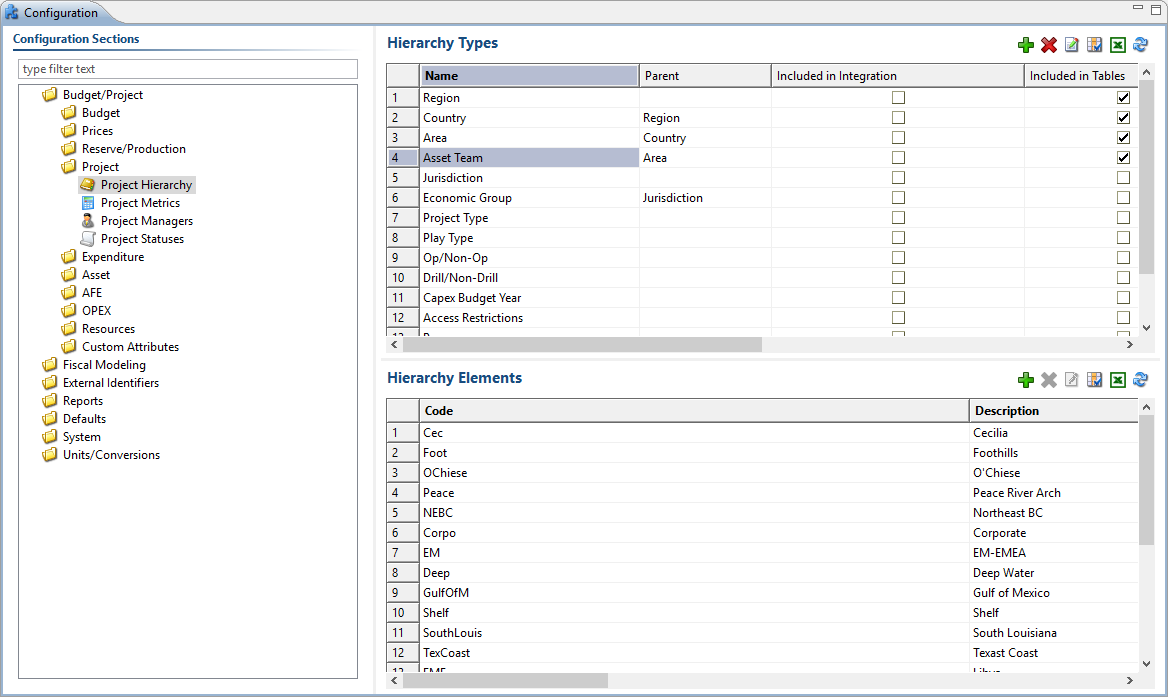 Configuration
Configuration Sections
type filter text
Budget/Project
Budget
Prices
Reserve/Production
Project
Project Hierarchy
Project Metrics
Project Managers
Project Statuses
Expenditure
Asset
AFE
OPEX
Resources
Custom Attributes
Fiscal Modeling
External Identifiers
Reports
Defaults
System
Units/Conversions
Hierarchy Types
Name Parent Included in Integration Included in Tables
1 Region
2 Country Region
3 Area Country
4 Asset Team Area
5 Jurisdiction
6 Economic Group Jurisdiction
7 Project Type
8 Play Type
9 Op/Non-Op
10 Drill/Non-Drill
11 Capex Budget Year
12 Access Restrictions
Hierarchy Elements
Code Description
1 Cec Cecilia
2 Foot Foothills
3 OChiese O'Chiese
4 Peace Peace River Arch
5 NEBC Northeast BC
6 Corpo Corporate
7 EM EM-EMEA
8 Deep Deep Water
9 GulfOfM Gulf of Mexico
10 Shelf Shelf
11 SouthLouis South Louisiana
12 TexCoast Texast Coast